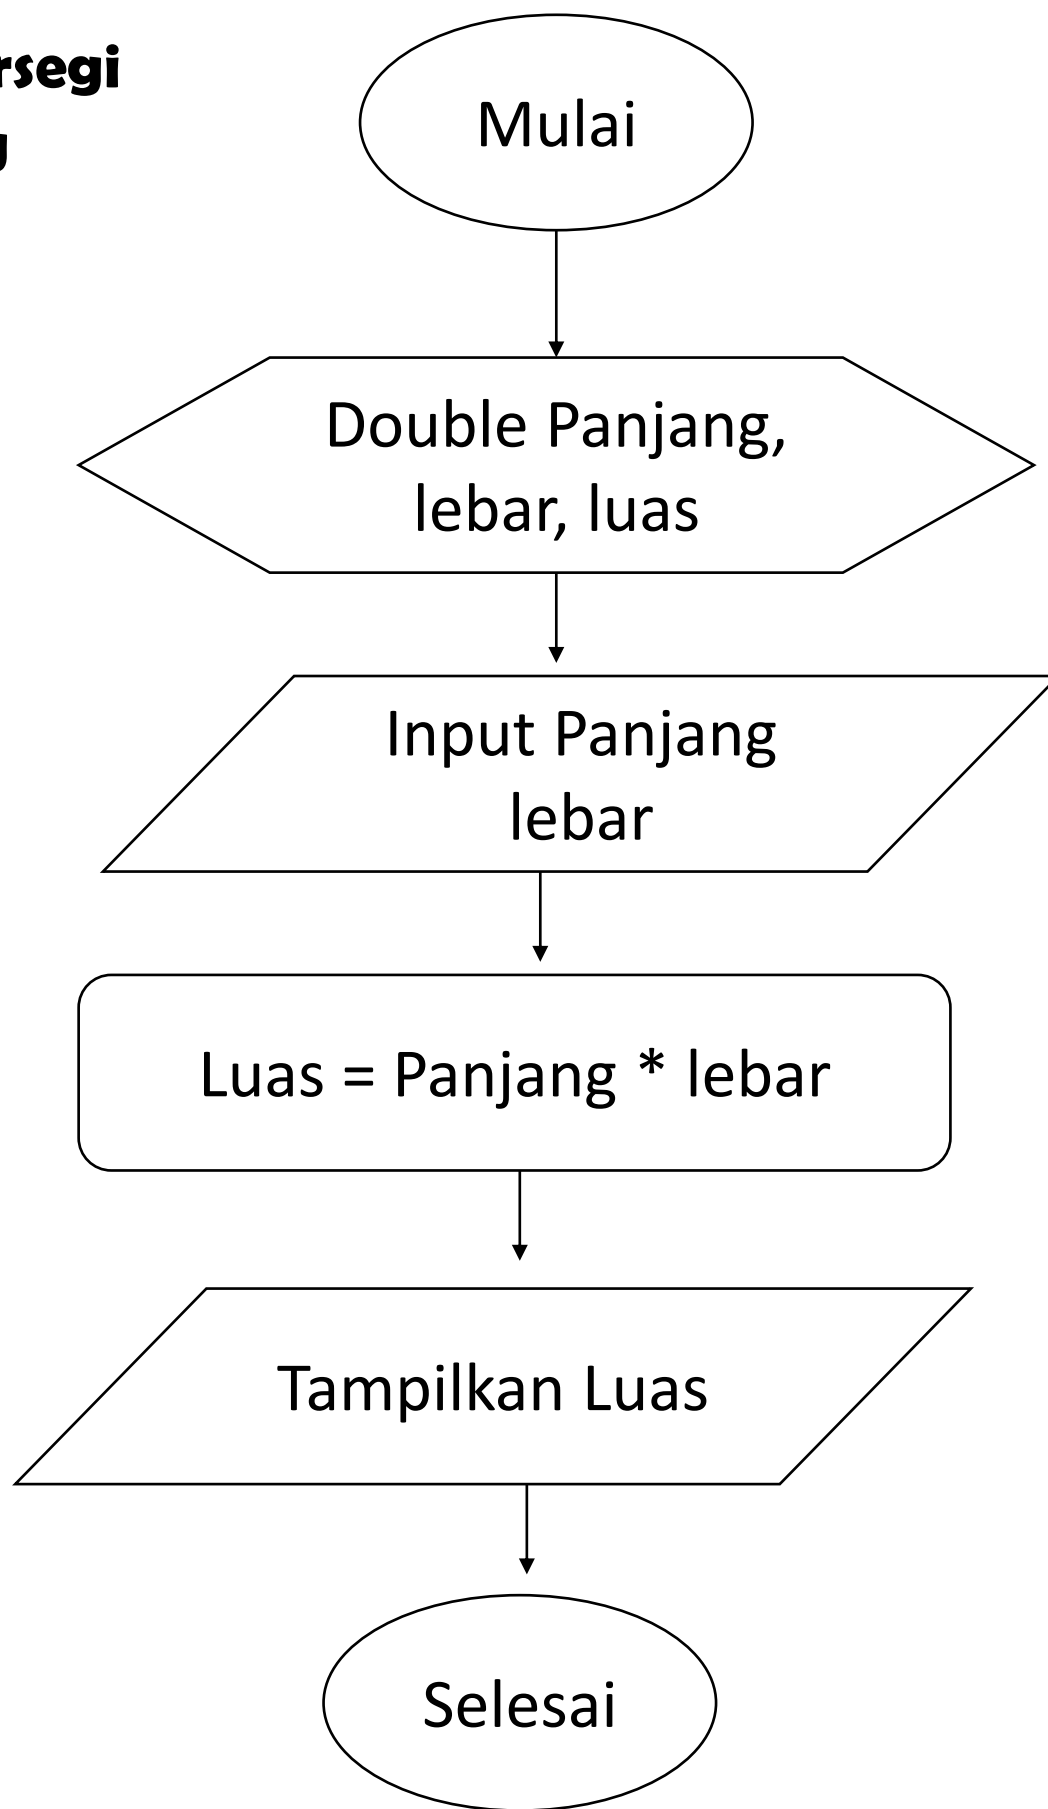 rsegi
g
Mulai
Double Panjang,
lebar, luas
Input Panjang
lebar
Luas = Panjang * lebar
Tampilkan Luas
Selesai